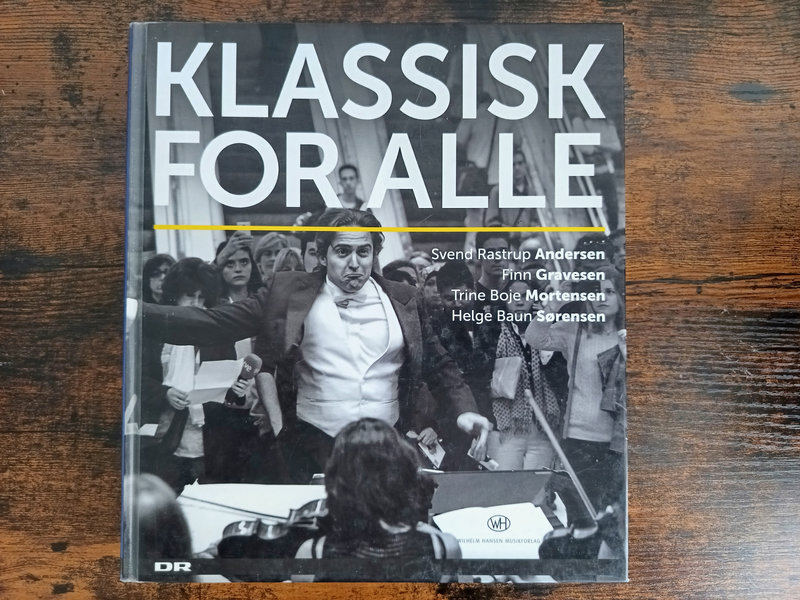 KLASSISK
FOR ALLE
Svend Rastrup Andersen
Finn Gravesen
Trine Boje Mortensen
Helge Baun Sørensen
WH
WILHELM HANSEN MUSIKFORLAG
DR